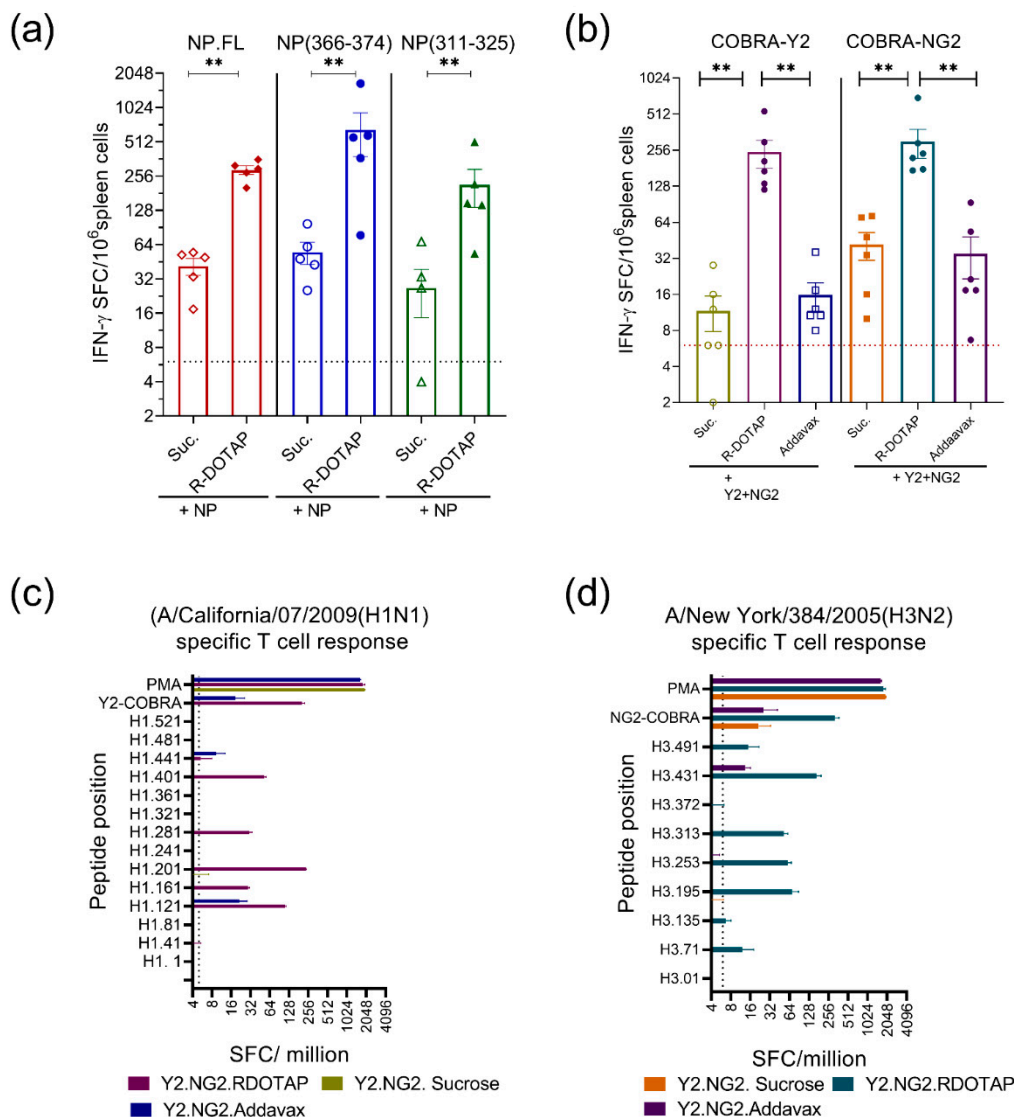 (a)
NP.FL
NP(366-374)
NP(311-325)
**
**
**
IFN-γ SFC/10⁶spleen cells
2048
1024
512
256
128
64
32
16
8
4
2
Suc.
R-DOTAP
Suc.
R-DOTAP
Suc.
R-DOTAP
+ NP
+ NP
+ NP
(b)
COBRA-Y2
COBRA-NG2
**
**
**
**
IFN-γ SFC/10⁶spleen cells
1024
512
256
128
64
32
16
8
4
2
Suc.
R-DOTAP
Addavax
Suc.
R-DOTAP
Addaavax
+
Y2+NG2
+ Y2+NG2
(c)
(A/California/07/2009(H1N1)
specific T cell response
Peptide position
PMA
Y2-COBRA
H1.521
H1.481
H1.441
H1.401
H1.361
H1.321
H1.281
H1.241
H1.201
H1.161
H1.121
H1.81
H1.41
H1. 1
4
8
16
32
64
128
256
512
1024
2048
4096
SFC/ million
Y2.NG2.RDOTAP
Y2.NG2. Sucrose
Y2.NG2.Addavax
(d)
A/New York/384/2005(H3N2)
specific T cell response
Peptide position
PMA
NG2-COBRA
H3.491
H3.431
H3.372
H3.313
H3.253
H3.195
H3.135
H3.71
H3.01
4
8
16
32
64
128
256
512
1024
2048
4096
SFC/million
Y2.NG2. Sucrose
Y2.NG2.RDOTAP
Y2.NG2.Addavax